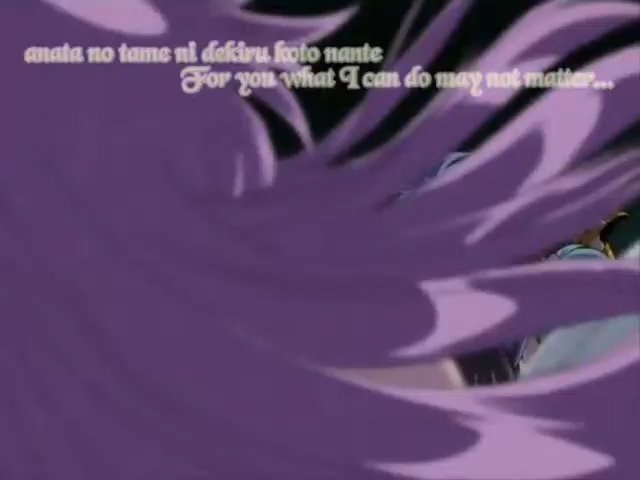 anata no tame ni dekiru koto nante
For you what I can do may not matter...